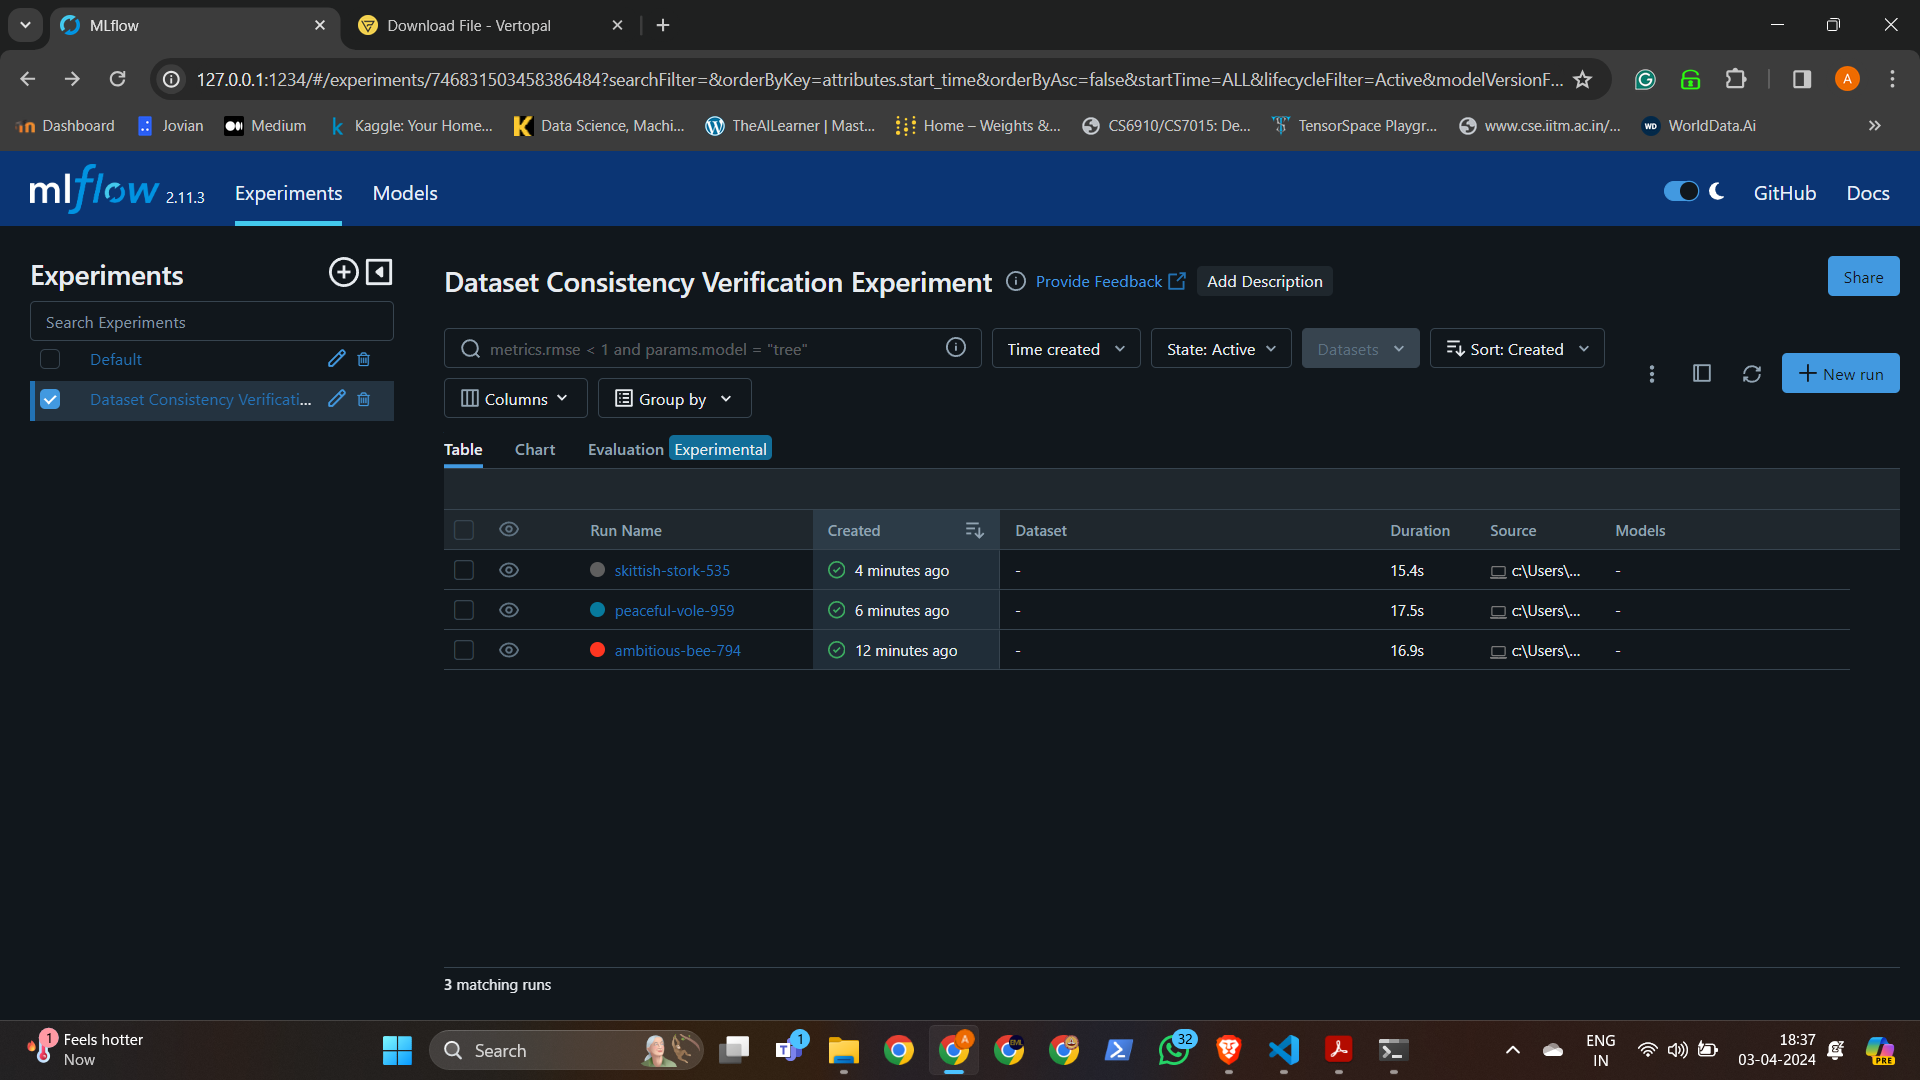 MLflow
Download File - Vertopal
127.0.0.1:1234/#/experiments/746831503458386484?searchFilter=&orderByKey=attributes.start_time&orderByAsc=false&startTime=ALL&lifecycleFilter=Active&modelVersionF...
A
Dashboard
Jovian
Medium
Kaggle: Your Home...
Data Science, Machi...
TheAILearner | Mast...
Home – Weights &...
CS6910/CS7015: De...
TensorSpace Playgr...
www.cse.iitm.ac.in/...
WD
WorldData.Ai
mlflow 2.11.3
Experiments
Models
GitHub
Docs
Experiments
Search Experiments
Default
Dataset Consistency Verificati...
Dataset Consistency Verification Experiment
Provide Feedback
Add Description
Share
metrics.rmse < 1 and params.model = "tree"
Time created
State: Active
Datasets
Sort: Created
New run
Columns
Group by
Table
Chart
Evaluation Experimental
Run Name Created Dataset Duration Source Models
skittish-stork-535 4 minutes ago - 15.4s c:\Users\... -
peaceful-vole-959 6 minutes ago - 17.5s c:\Users\... -
ambitious-bee-794 12 minutes ago - 16.9s c:\Users\... -
3 matching runs
1
Feels hotter
Now
Search
1
A
32
ENG
IN
18:37
03-04-2024
PRE